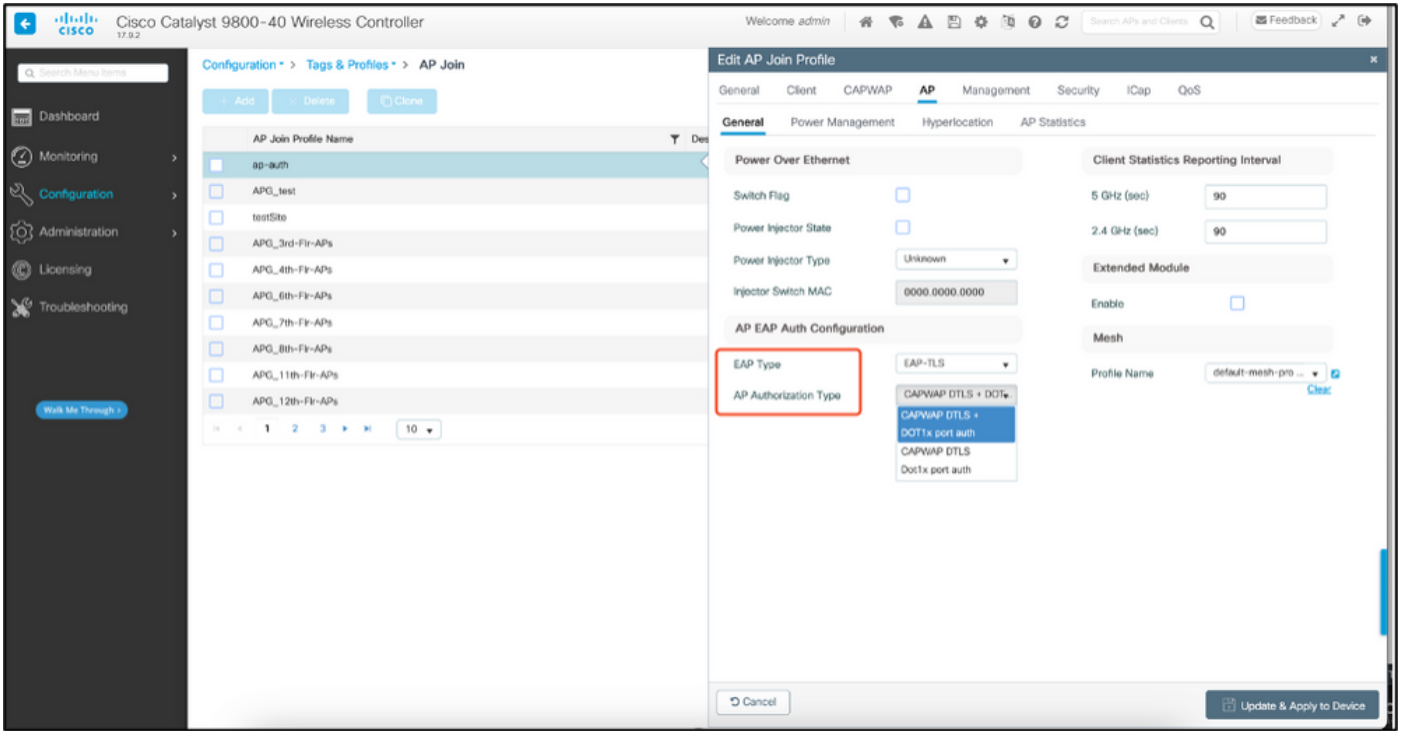 CISCO
Cisco Catalyst 9800-40 Wireless Controller
17.9.2
Welcome admin
Search APs and Clients
Feedback
Search Menu Items
Dashboard
Monitoring
Configuration
Administration
Licensing
Troubleshooting
Walk Me Through >
Configuration > Tags & Profiles > AP Join
+ Add
× Delete
Clone
AP Join Profile Name
Des
ap-auth
APG_test
testSite
APG_3rd-Flr-APs
APG_4th-Flr-APs
APG_6th-Flr-APs
APG_7th-Flr-APs
APG_8th-Flr-APs
APG_11th-Flr-APs
APG_12th-Flr-APs
1 2 3
10
Edit AP Join Profile
General Client CAPWAP AP Management Security ICap QoS
General Power Management Hyperlocation AP Statistics
Power Over Ethernet
Switch Flag
Power Injector State
Power Injector Type Unknown
Injector Switch MAC 0000.0000.0000
AP EAP Auth Configuration
EAP Type EAP-TLS
AP Authorization Type CAPWAP DTLS + DOT
CAPWAP DTLS +
DOT1x port auth
CAPWAP DTLS
Dot1x port auth
Client Statistics Reporting Interval
5 GHz (sec) 90
2.4 GHz (sec) 90
Extended Module
Enable
Mesh
Profile Name default-mesh-pro ...
Clear
Cancel
Update & Apply to Device